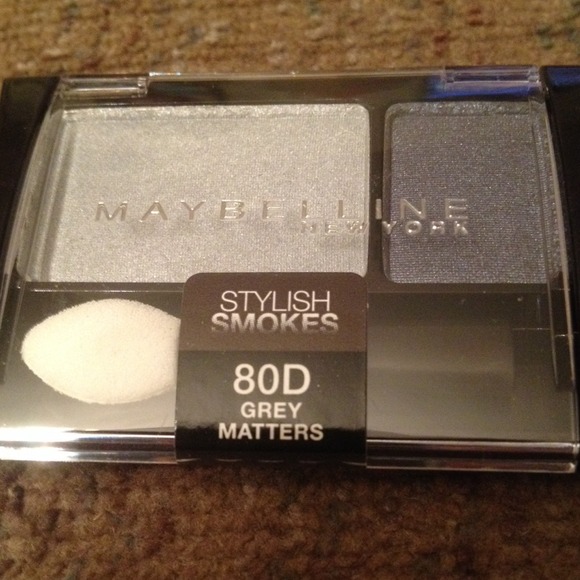 MAYBELLINE
NEW YORK
STYLISH
SMOKES
80D
GREY
MATTERS